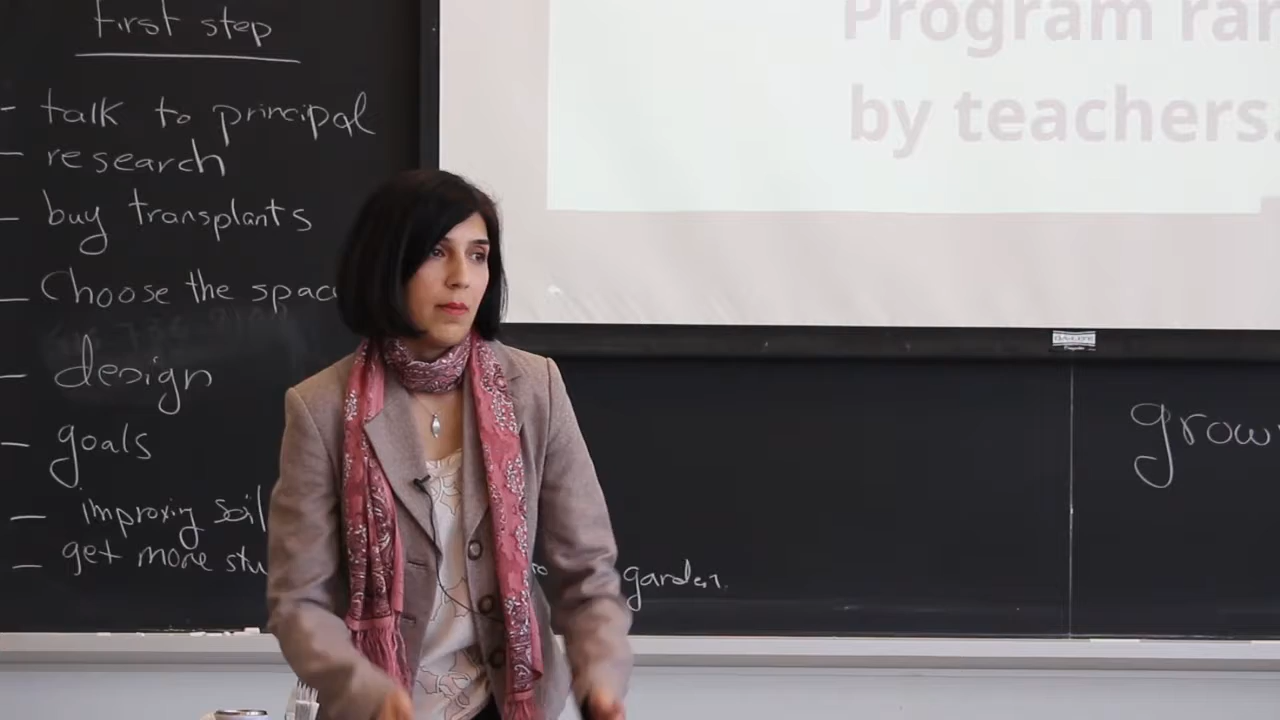 First step
- talk to principal
- research
- buy transplants
- Choose the spac
- design
- goals
- improving soil
- get more stu
garden.
Program ran
by teachers.
grow